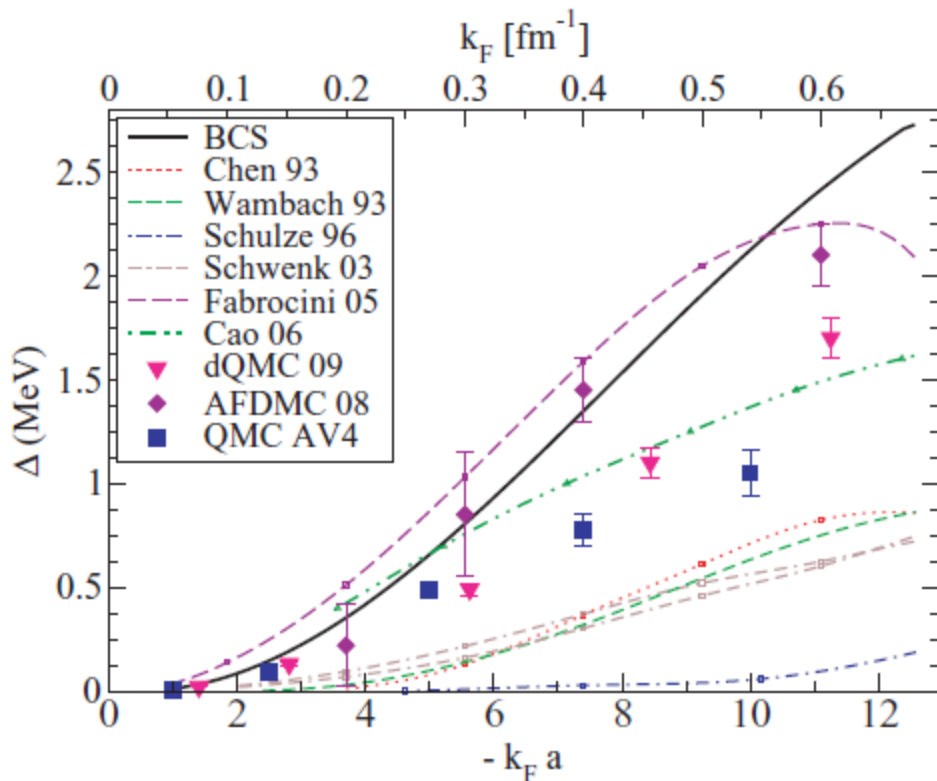 k_F [fm^-1]
0 0.1 0.2 0.3 0.4 0.5 0.6
BCS
Chen 93
Wambach 93
Schulze 96
Schwenk 03
Fabrocini 05
Cao 06
dQMC 09
AFDMC 08
QMC AV4
Δ (MeV)
2.5
2
1.5
1
0.5
0
2 4 6 8 10 12
- k_F a